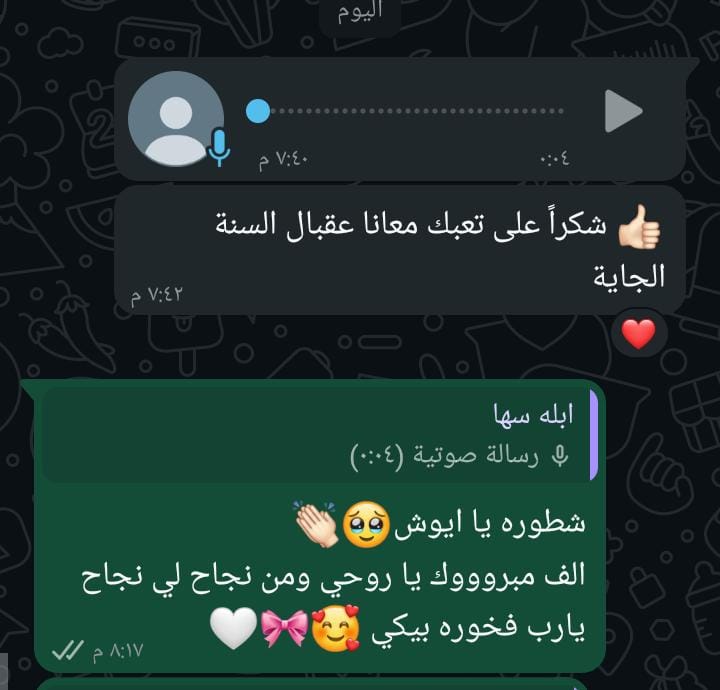 اليوم
٧:٤٠ م
٠:٠٤
👍🏻 شكراً على تعبك معانا عقبال السنة
الجاية
٧:٤٢ م
❤️
ابله سها
رسالة صوتية (٠:٠٤)
شطوره يا ايوش🥹👏🏻
الف مبروووك يا روحي ومن نجاح لي نجاح
يارب فخوره بيكي 🥰🎀🤍
٨:١٧ م